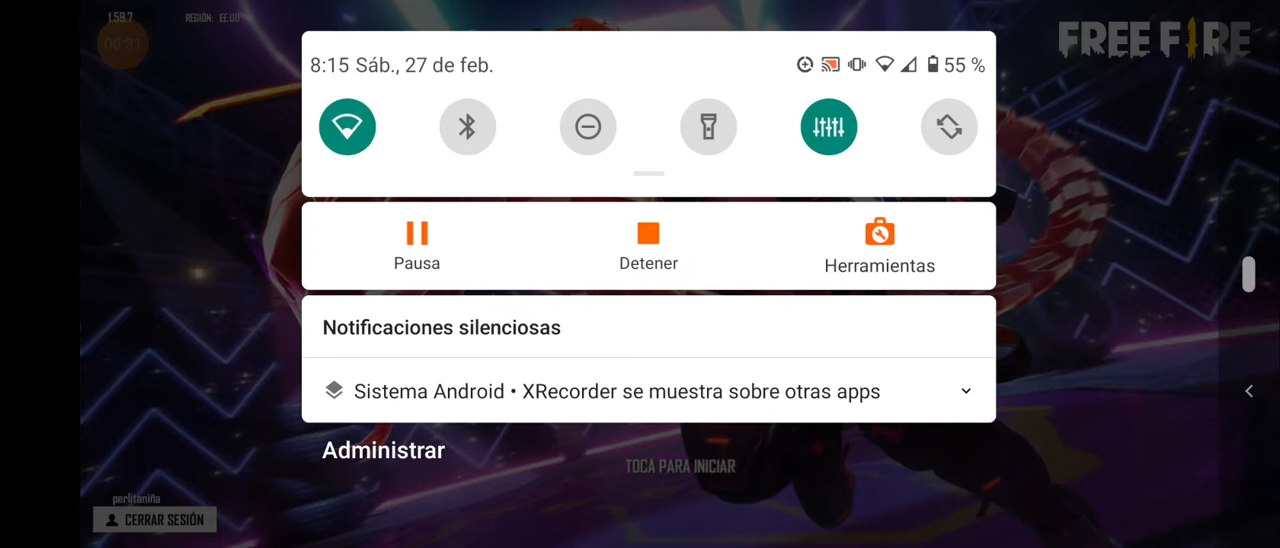 1.59.7
REGIÓN: EE.UU
00:31
FREE FIRE
8:15 Sáb., 27 de feb.
55 %
Pausa
Detener
Herramientas
Notificaciones silenciosas
Sistema Android • XRecorder se muestra sobre otras apps
Administrar
TOCA PARA INICIAR
perlitaniña
CERRAR SESIÓN